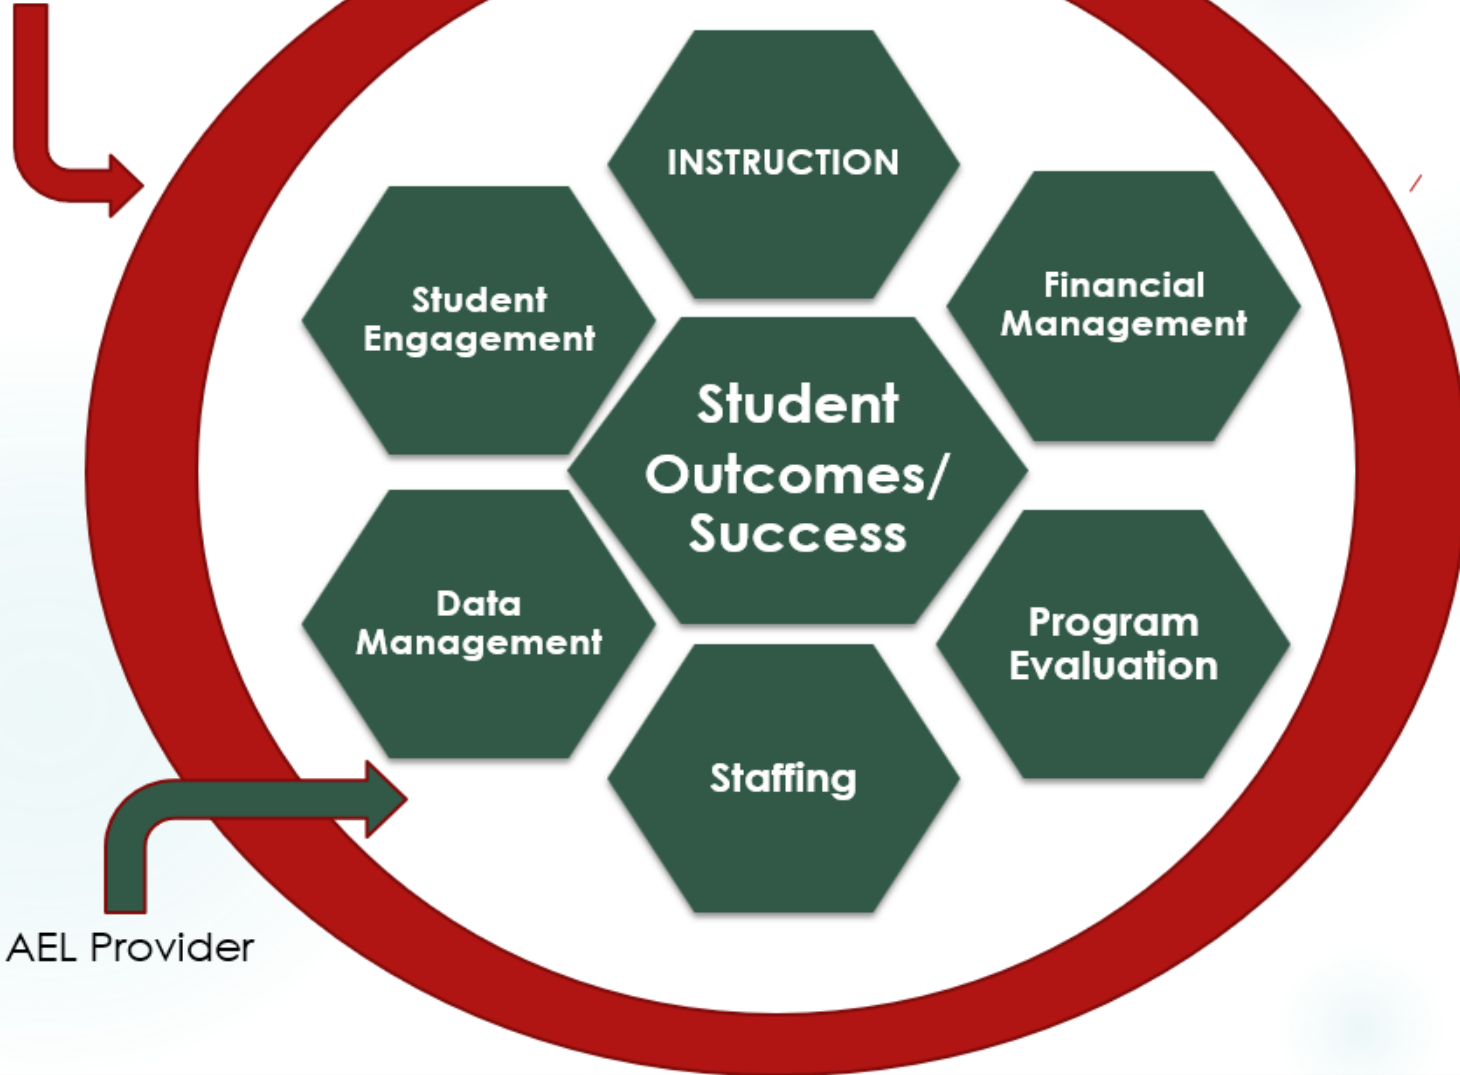 INSTRUCTION
Financial
Management
Student
Engagement
Student
Outcomes/
Success
Data
Management
Program
Evaluation
Staffing
AEL Provider